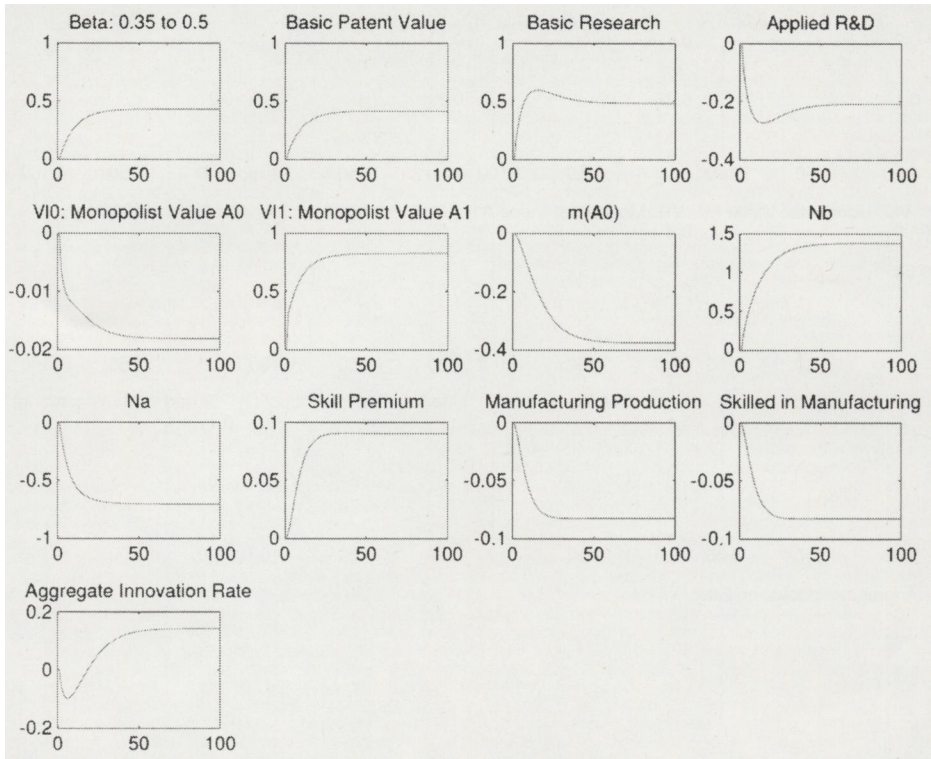 Beta: 0.35 to 0.5 Basic Patent Value Basic Research Applied R&D
1 1 1 0
0.5 0.5 0.5 -0.2
0 0 0 -0.4
0 50 100 0 50 100 0 50 100 0 50 100
VI0: Monopolist Value A0 VI1: Monopolist Value A1 m(A0) Nb
0 1 0 1.5
-0.01 0.5 -0.2 1
0.5
-0.02 0 -0.4 0
0 50 100 0 50 100 0 50 100 0 50 100
Na Skill Premium Manufacturing Production Skilled in Manufacturing
0 0.1 0 0
-0.5 0.05 -0.05 -0.05
-1 0 -0.1 -0.1
0 50 100 0 50 100 0 50 100 0 50 100
Aggregate Innovation Rate
0.2
0
-0.2
0 50 100